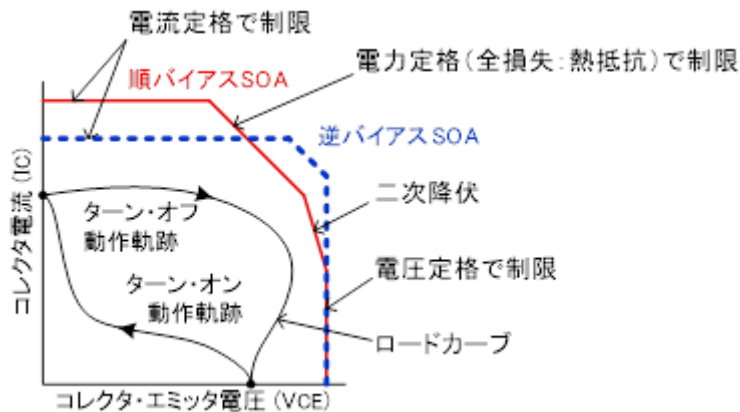 電流定格で制限
順バイアスSOA
電力定格(全損失:熱抵抗)で制限
逆バイアスSOA
コレクタ電流(IC)
ターン・オフ
動作軌跡
二次降伏
ターン・オン
動作軌跡
電圧定格で制限
ロードカーブ
コレクタ・エミッタ電圧(VCE)